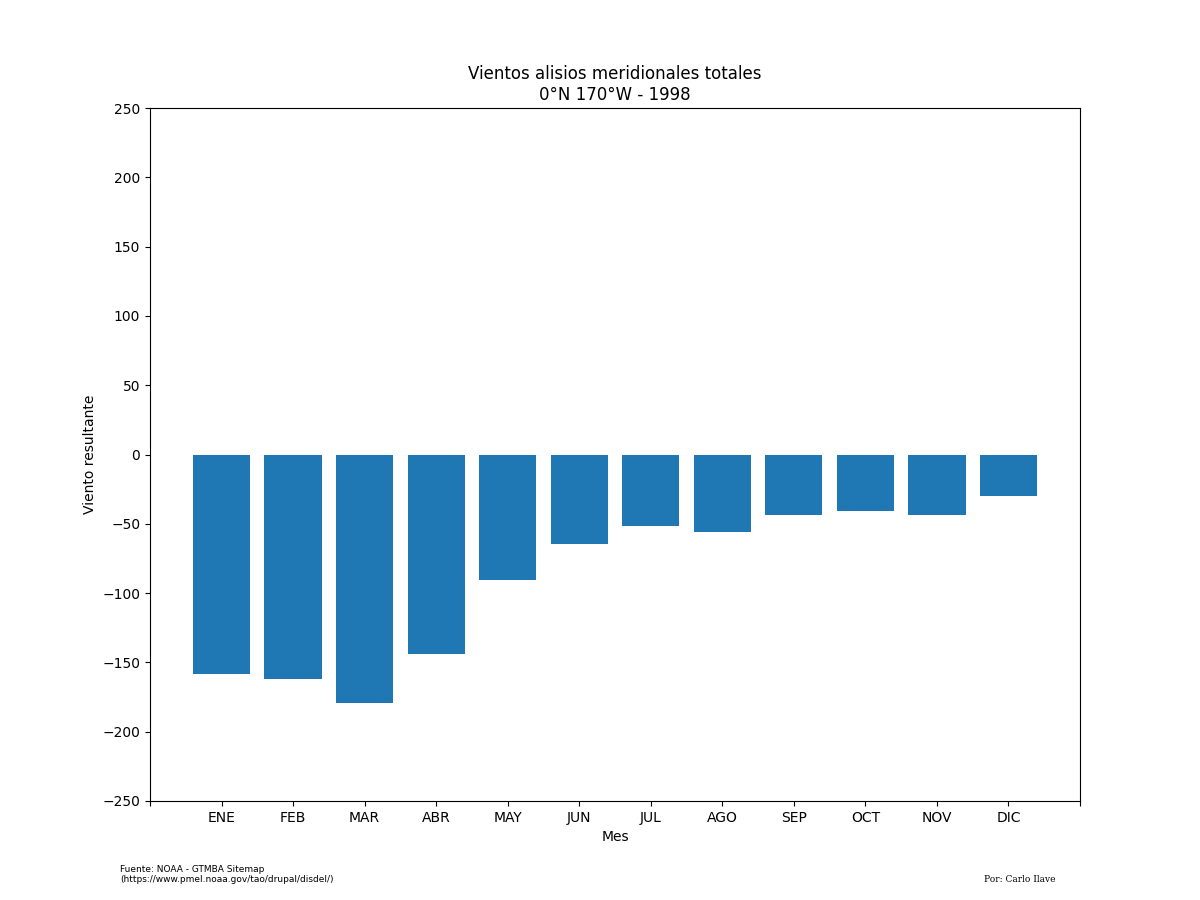 Vientos alisios meridionales totales
0°N 170°W - 1998
250
200
150
100
50
0
−50
−100
−150
−200
−250
Viento resultante
ENE FEB MAR ABR MAY JUN JUL AGO SEP OCT NOV DIC
Mes
Fuente: NOAA - GTMBA Sitemap
(https://www.pmel.noaa.gov/tao/drupal/disdel/)
Por: Carlo Ilave